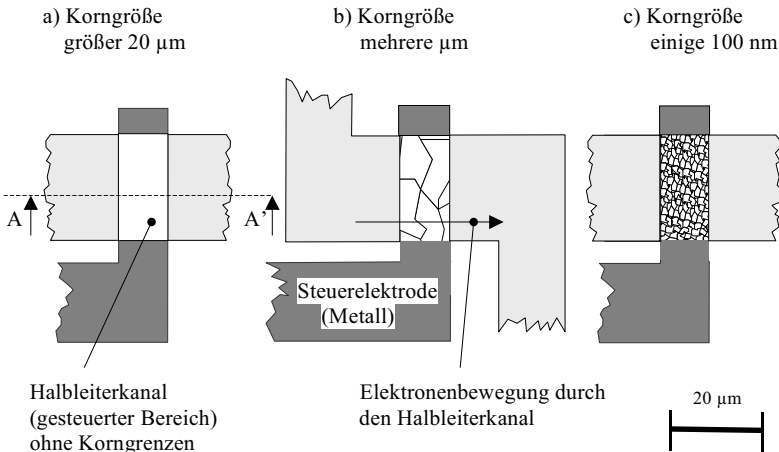 a) Korngröße
größer 20 µm
b) Korngröße
mehrere µm
c) Korngröße
einige 100 nm
A
A'
Steuerelektrode
(Metall)
Halbleiterkanal
(gesteuerter Bereich)
ohne Korngrenzen
Elektronenbewegung durch
den Halbleiterkanal
20 µm